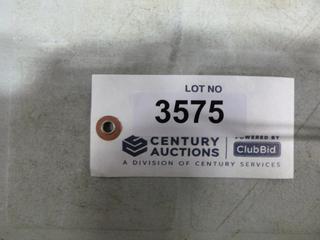 LOT NO
3575
CENTURY AUCTIONS
POWERED BY
ClubBid
A DIVISION OF CENTURY SERVICES